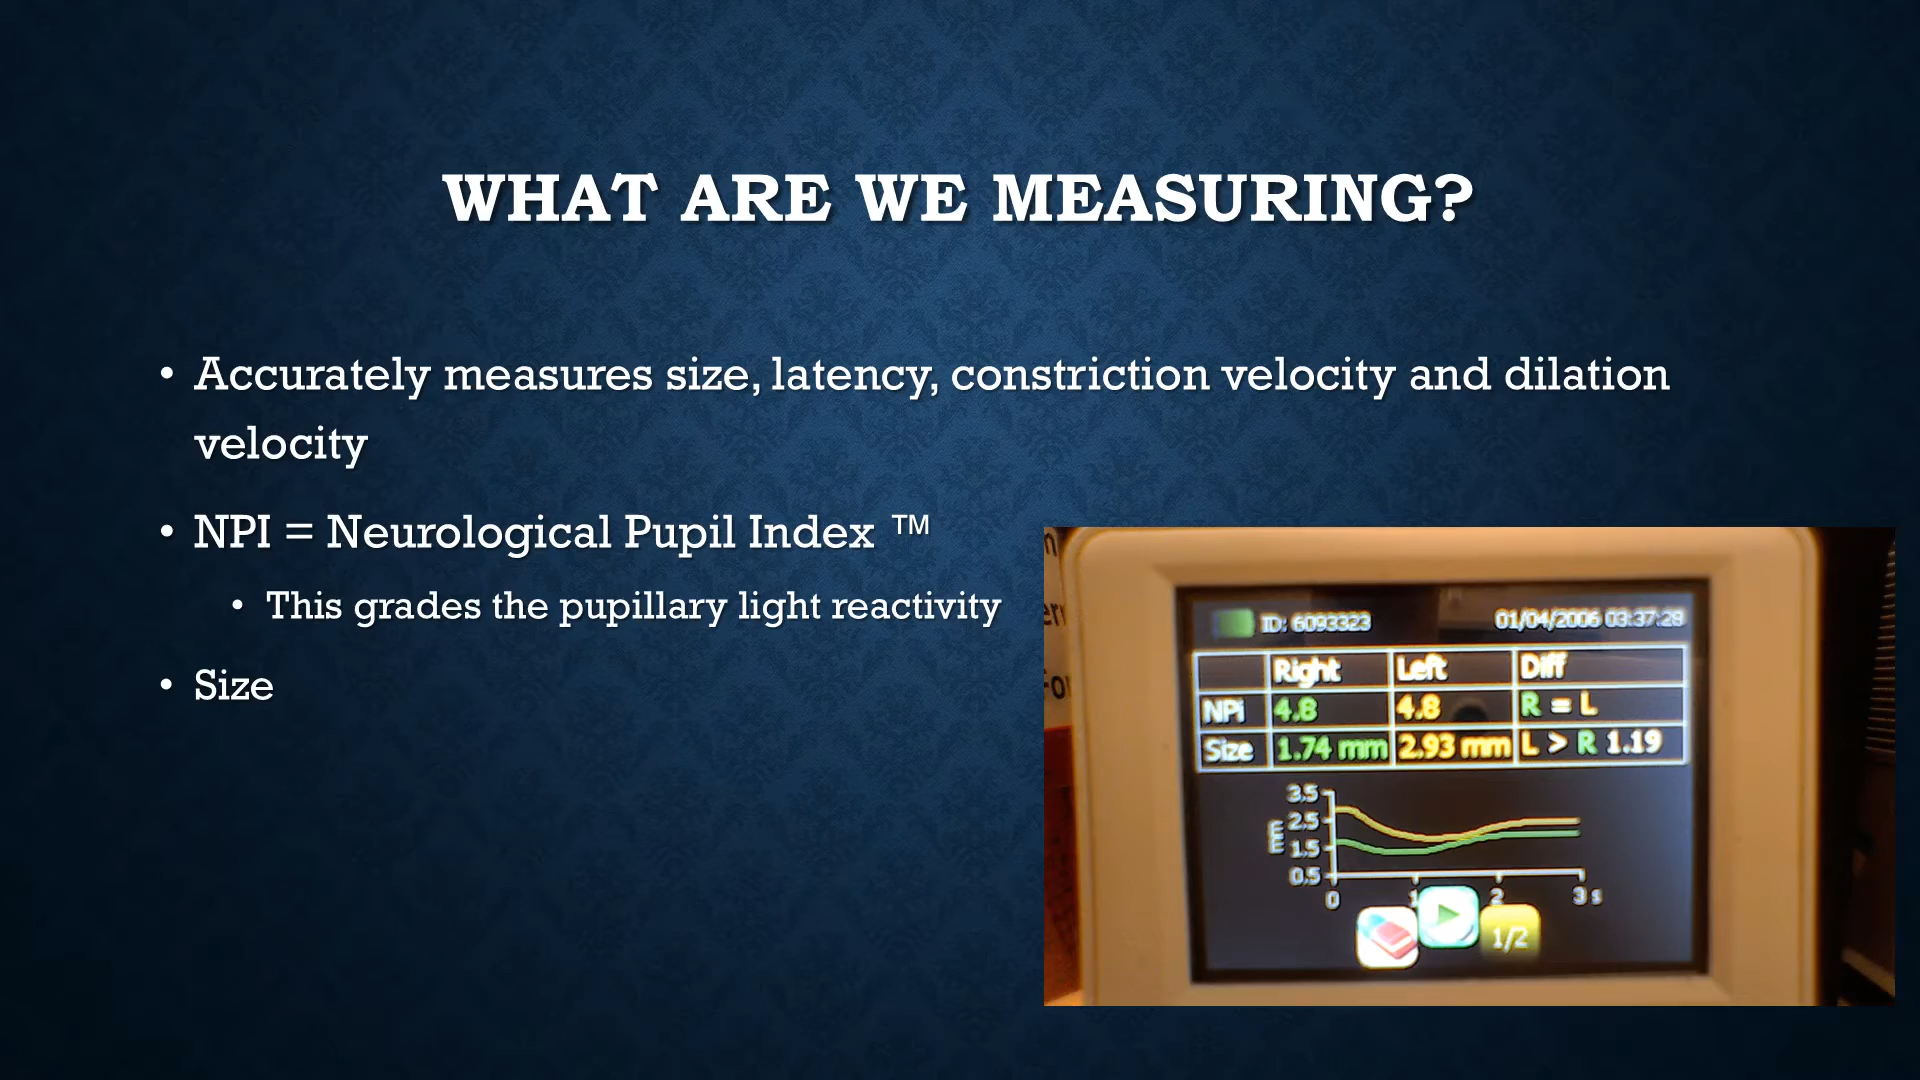 WHAT ARE WE MEASURING?
• Accurately measures size, latency, constriction velocity and dilation
velocity
• NPI = Neurological Pupil Index ™
• This grades the pupillary light reactivity
• Size
ID: 6093323 01/04/2006 03:37:28
Right Left Diff
NPi 4.8 4.8 R = L
Size 1.74 mm 2.93 mm L > R 1.19
3.5
2.5
mm
1.5
0.5
0 1 2 3 s
1/2